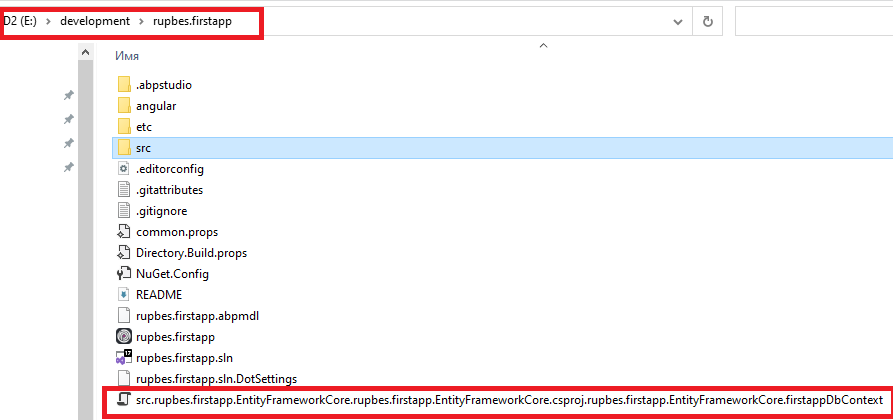 D2 (E:) > development > rupbes.firstapp
Имя
.abpstudio
angular
etc
src
.editorconfig
.gitattributes
.gitignore
common.props
Directory.Build.props
NuGet.Config
README
rupbes.firstapp.abpmdl
rupbes.firstapp
rupbes.firstapp.sln
rupbes.firstapp.sln.DotSettings
src.rupbes.firstapp.EntityFrameworkCore.rupbes.firstapp.EntityFrameworkCore.csproj.rupbes.firstapp.EntityFrameworkCore.firstappDbContext